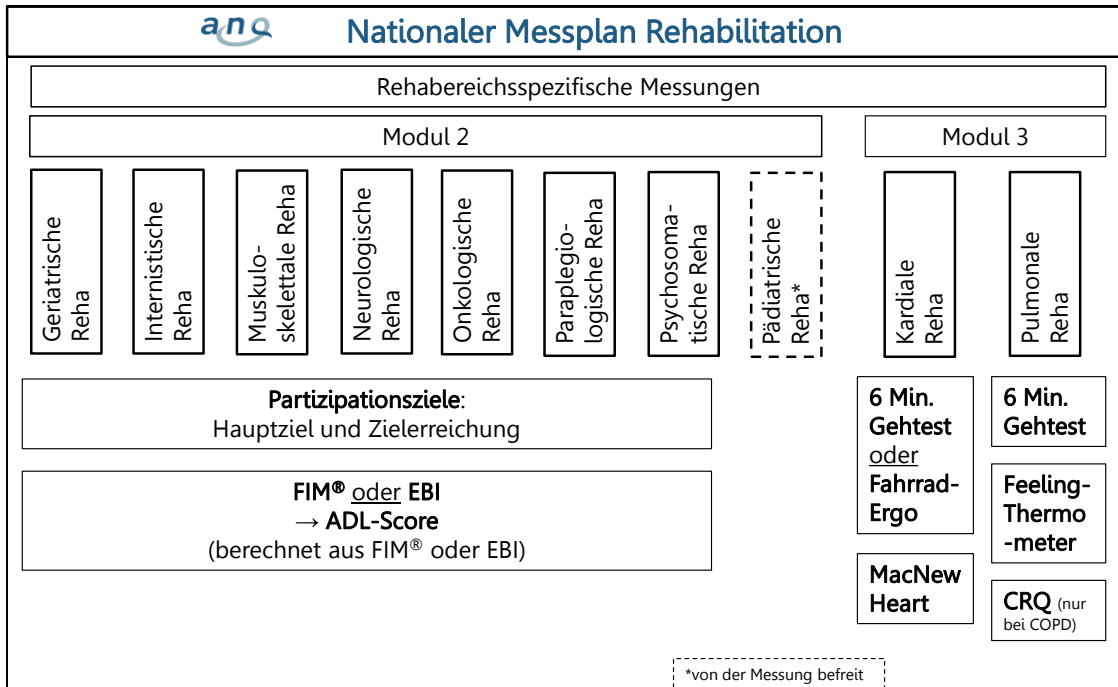 anq
Nationaler Messplan Rehabilitation
Rehabereichsspezifische Messungen
Modul 2
Modul 3
Geriatrische
Reha
Internistische
Reha
Muskulo-
skelettale Reha
Neurologische
Reha
Onkologische
Reha
Paraplegio-
logische Reha
Psychosoma-
tische Reha
Pädiatrische
Reha*
Kardiale
Reha
Pulmonale
Reha
Partizipationsziele:
Hauptziel und Zielerreichung
FIM® oder EBI
→ ADL-Score
(berechnet aus FIM® oder EBI)
6 Min.
Gehtest
oder
Fahrrad-
Ergo
MacNew
Heart
6 Min.
Gehtest
Feeling-
Thermo
-meter
CRQ (nur
bei COPD)
*von der Messung befreit